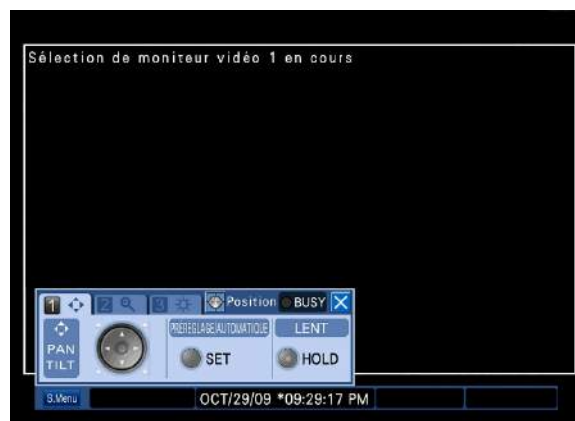 Sélection de moniteur vidéo 1 en cours
1 2 3 Position BUSY
PAN TILT
PRÉRÉGLAGE/AUTOMATIQUE LENT
SET HOLD
S.Menu OCT/29/09 *09:29:17 PM